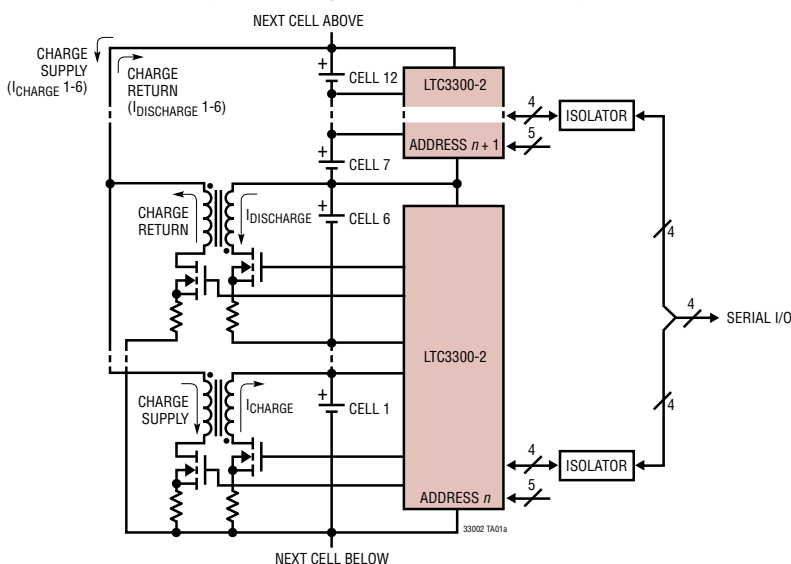 NEXT CELL ABOVE
CHARGE
SUPPLY
(ICHARGE 1-6)
CHARGE
RETURN
(IDISCHARGE 1-6)
+
CELL 12
LTC3300-2
4
ISOLATOR
ADDRESS n + 1
5
+
CELL 7
CHARGE
RETURN
IDISCHARGE
+
CELL 6
4
4
SERIAL I/O
LTC3300-2
CHARGE
SUPPLY
ICHARGE
+
CELL 1
4
4
ISOLATOR
ADDRESS n
5
33002 TA01a
NEXT CELL BELOW